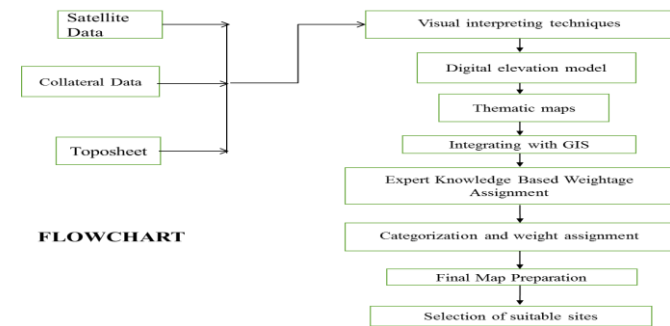 Satellite
Data
Collateral Data
Toposheet
FLOWCHART
Visual interpreting techniques
Digital elevation model
Thematic maps
Integrating with GIS
Expert Knowledge Based Weightage
Assignment
Categorization and weight assignment
Final Map Preparation
Selection of suitable sites